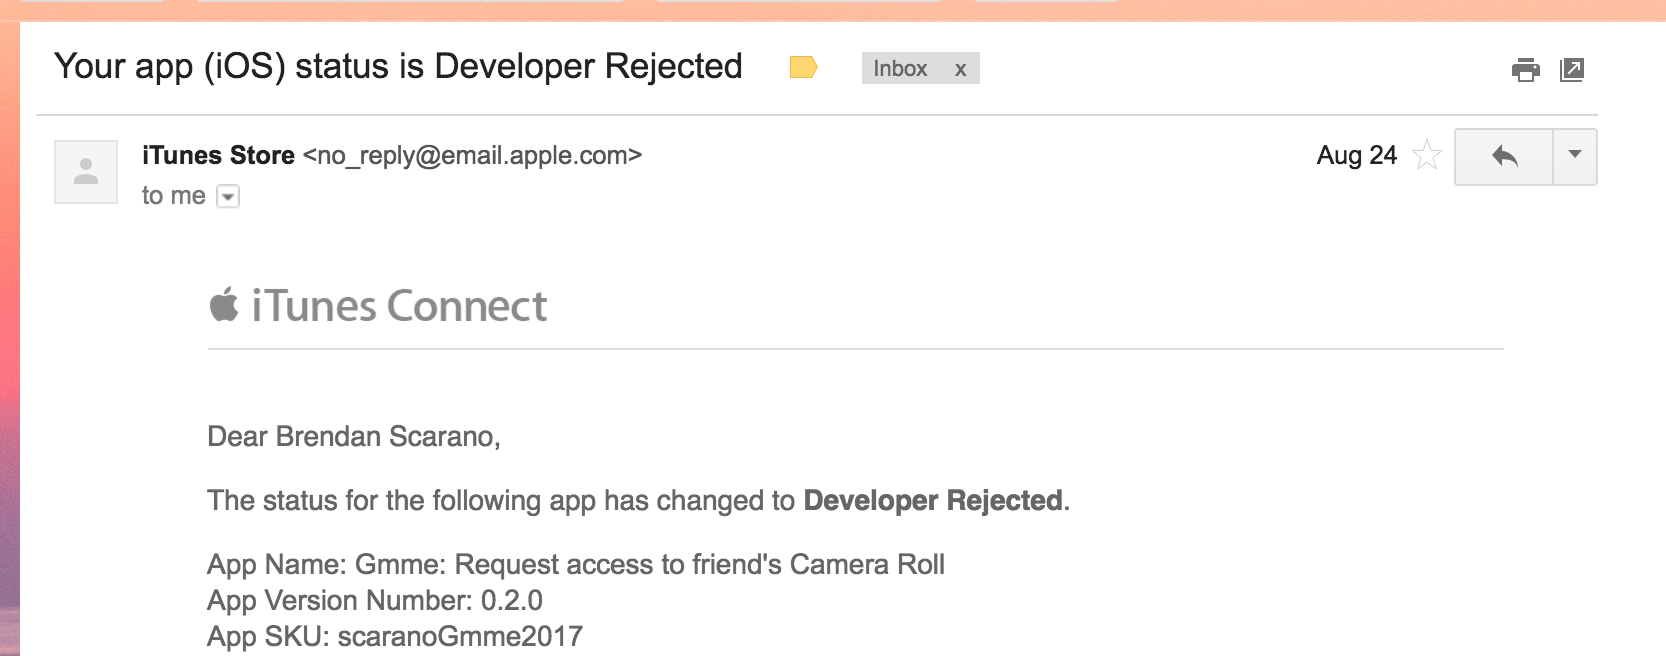 Your app (iOS) status is Developer Rejected Inbox x
iTunes Store <no_reply@email.apple.com> Aug 24
to me
iTunes Connect
Dear Brendan Scarano,
The status for the following app has changed to Developer Rejected.
App Name: Gmme: Request access to friend's Camera Roll
App Version Number: 0.2.0
App SKU: scaranoGmme2017